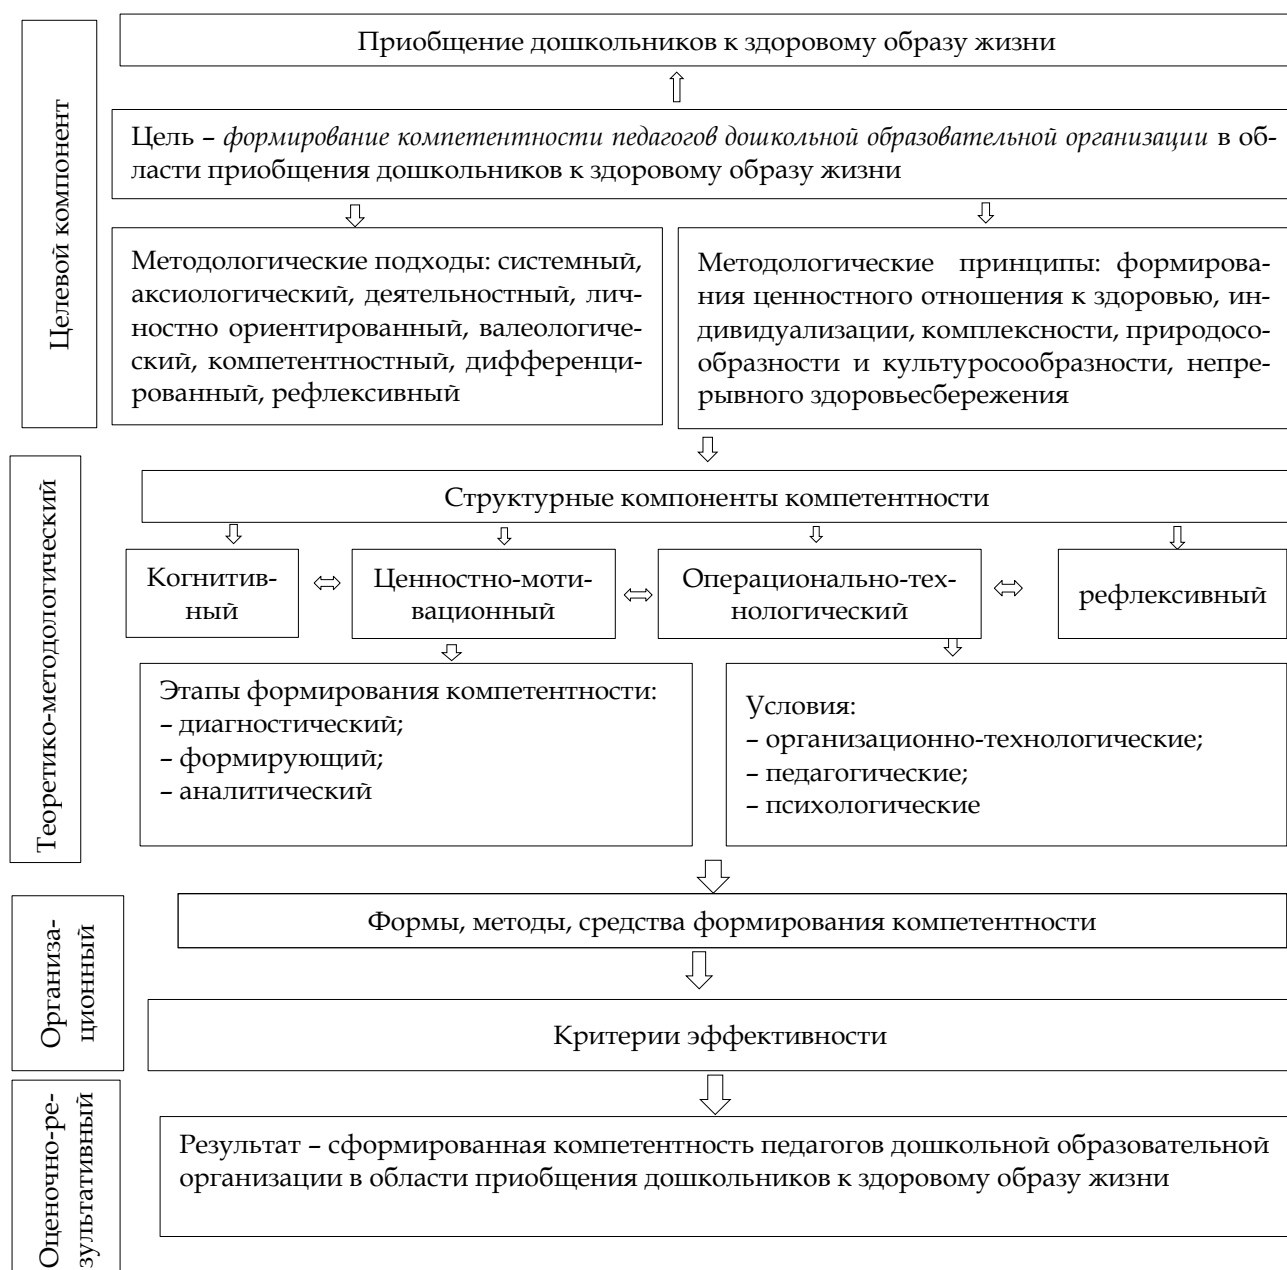 Приобщение дошкольников к здоровому образу жизни
Целевой компонент
Цель – формирование компетентности педагогов дошкольной образовательной организации в об-
ласти приобщения дошкольников к здоровому образу жизни
Методологические подходы: системный,
аксиологический, деятельностный, лич-
ностно ориентированный, валеологиче-
ский, компетентностный, дифференци-
рованный, рефлексивный
Методологические принципы: формирова-
ния ценностного отношения к здоровью, ин-
дивидуализации, комплексности, природосо-
образности и культуросообразности, непре-
рывного здоровьесбережения
Теоретико-методологический
Структурные компоненты компетентности
Когнитив-
ный
Ценностно-моти-
вационный
Операционально-тех-
нологический
рефлексивный
Этапы формирования компетентности:
– диагностический;
– формирующий;
– аналитический
Условия:
– организационно-технологические;
– педагогические;
– психологические
Организа-
ционный
Формы, методы, средства формирования компетентности
Критерии эффективности
Оценочно-ре-
зультативный
Результат – сформированная компетентность педагогов дошкольной образовательной
организации в области приобщения дошкольников к здоровому образу жизни